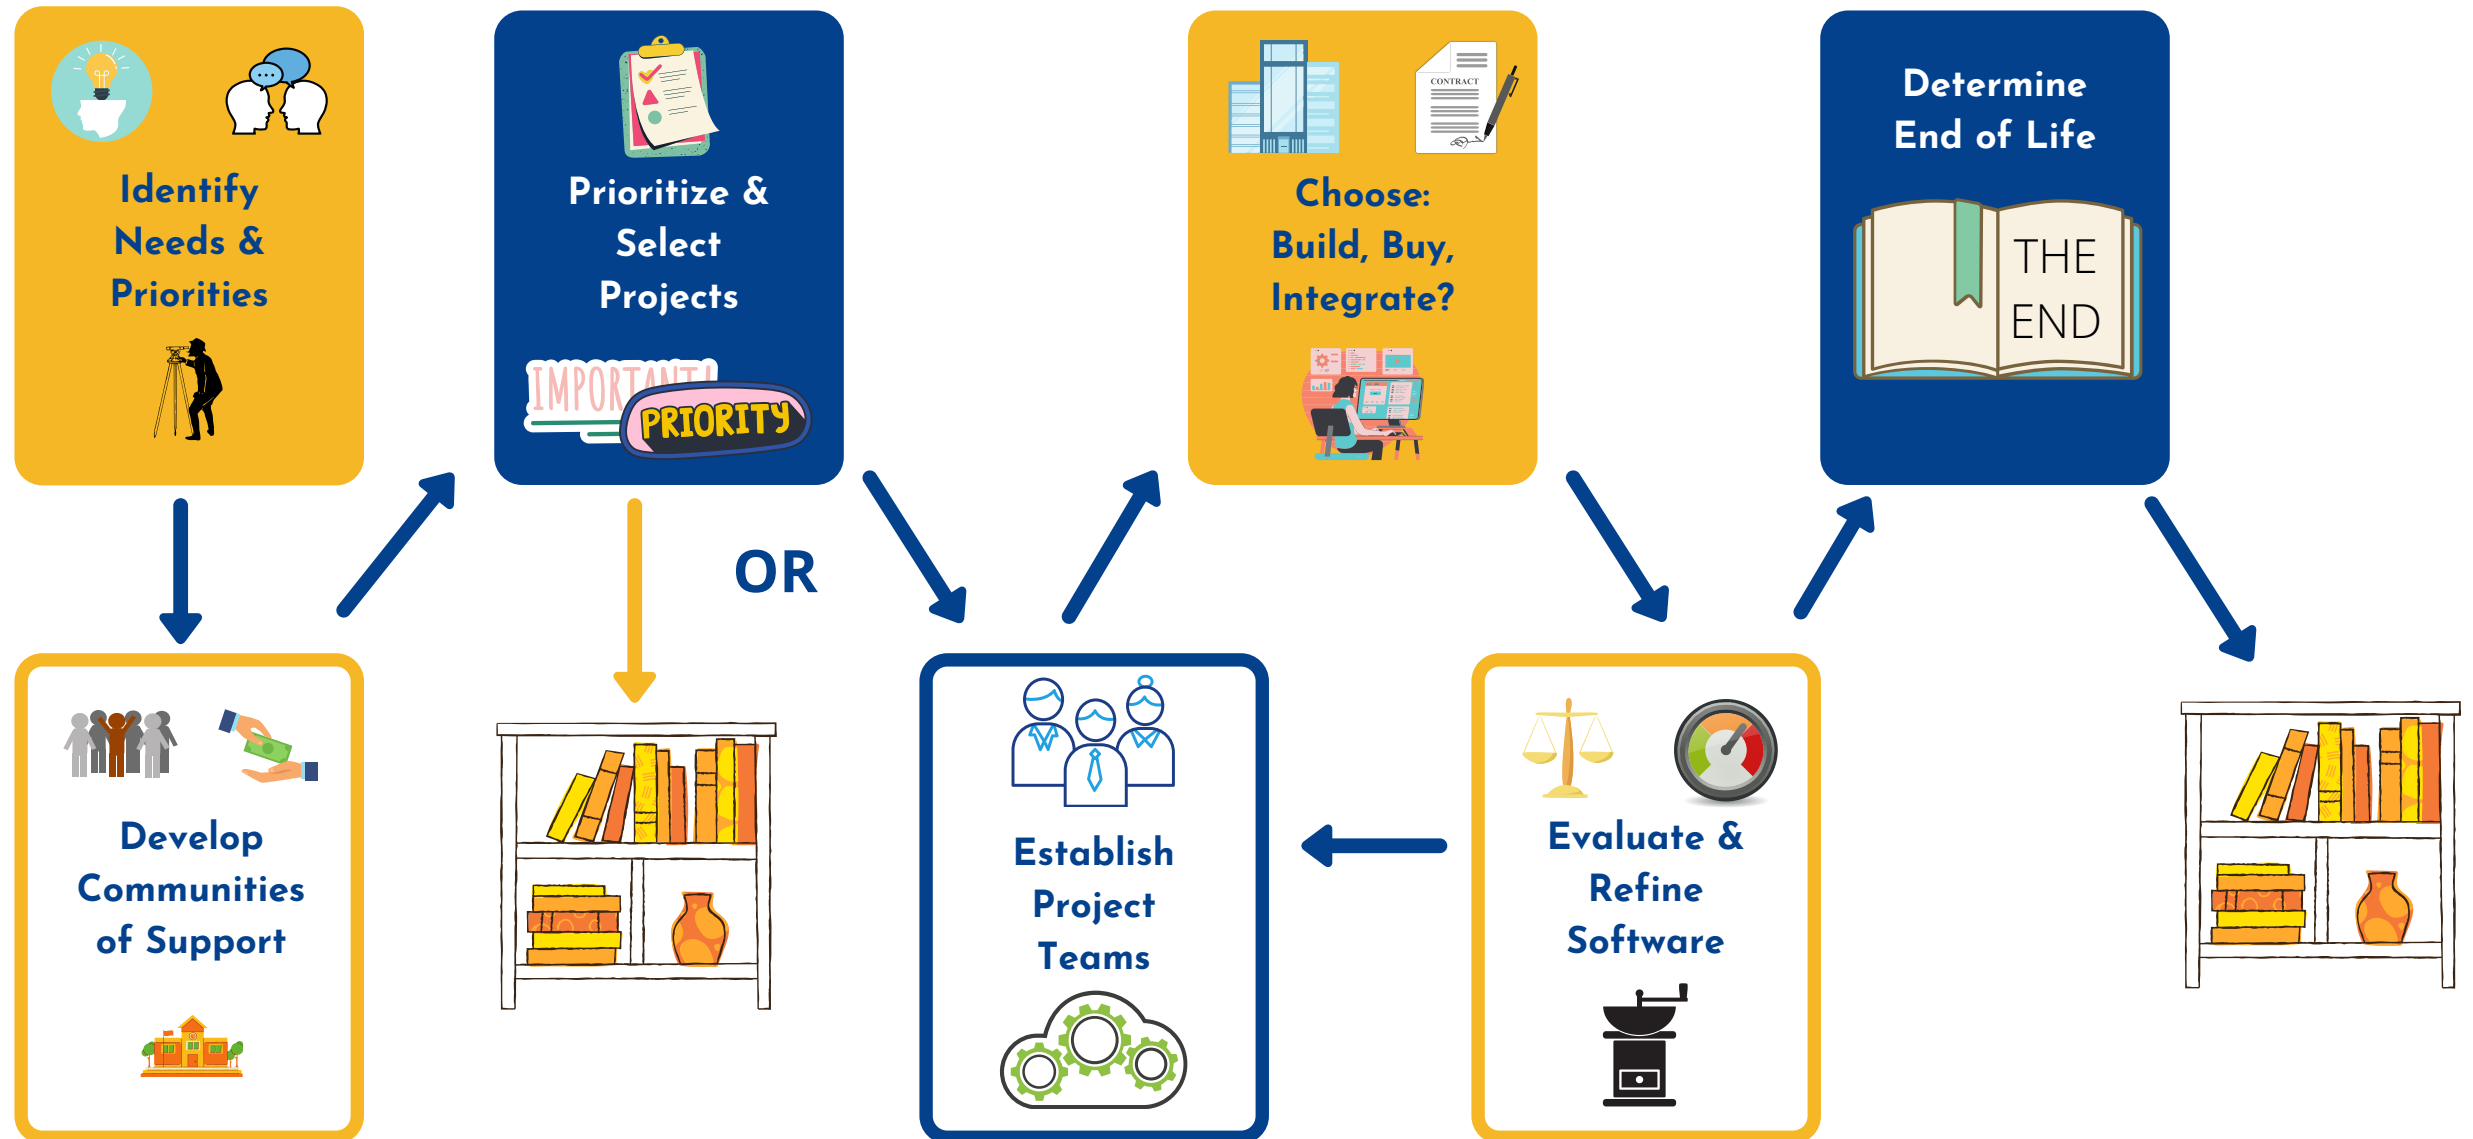 Identify
Needs &
Priorities
Develop
Communities
of Support
Prioritize &
Select
Projects
IMPORTANT!
PRIORITY
OR
Establish
Project
Teams
CONTRACT
Choose:
Build, Buy,
Integrate?
Evaluate &
Refine
Software
Determine
End of Life
THE
END